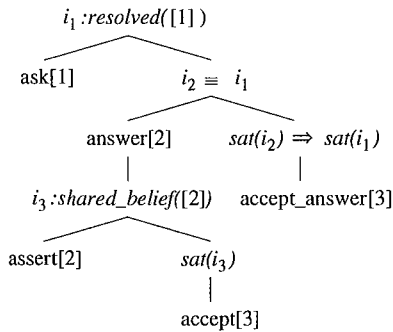 i₁:resolved([1])
ask[1] i₂ ≡ i₁
answer[2] sat(i₂) ⇒ sat(i₁)
i₃:shared_belief([2]) accept_answer[3]
assert[2] sat(i₃)
accept[3]